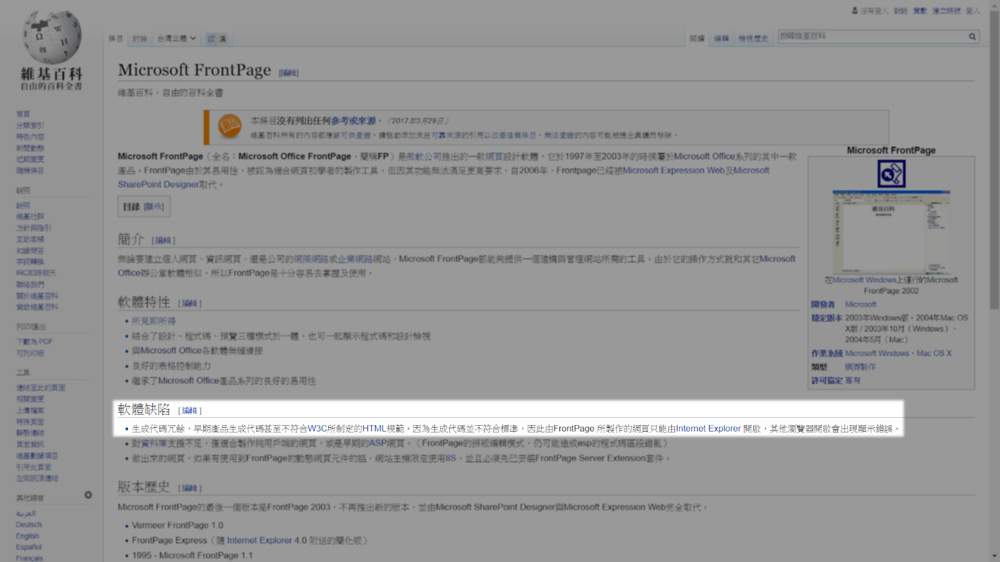 沒有登入 對話 貢獻 建立帳號 登入
條目 討論 台灣正體 汉 漢 閱讀 編輯 檢視歷史 搜尋維基百科
維基百科
自由的百科全書
Microsoft FrontPage [編輯]
維基百科,自由的百科全書
本條目沒有列出任何參考或來源。(2017年3月29日)
維基百科所有的內容都應該可供查證。請協助添加來自可靠來源的引用以改善這篇條目。無法查證的內容可能被提出異議而移除。
Microsoft FrontPage(全名:Microsoft Office FrontPage,簡稱FP)是微軟公司推出的一款網頁設計軟體。它於1997年至2003年的時候屬於Microsoft Office系列的其中一款
產品。FrontPage由於其易用性,被認為適合網頁初學者的製作工具。但因其功能無法滿足更高要求,自2006年,Frontpage已經被Microsoft Expression Web及Microsoft
SharePoint Designer取代。
目錄 [顯示]
簡介 [編輯]
無論要建立個人網頁、資訊網頁,還是公司的網際網路或企業網路網站,Microsoft FrontPage都能夠提供一個建構與管理網站所需的工具。由於它的操作方式就和其它Microsoft
Office辦公室軟體相似,所以FrontPage是十分容易去掌握及使用。
軟體特性 [編輯]
• 所見即所得
• 結合了設計、程式碼、預覽三種模式於一體,也可一起顯示程式碼和設計檢視
• 與Microsoft Office各軟體無縫連接
• 良好的表格控制能力
• 繼承了Microsoft Office產品系列的良好的易用性
軟體缺陷 [編輯]
• 生成代碼冗餘,早期產品生成代碼甚至不符合W3C所制定的HTML規範。因為生成代碼並不符合標準,因此由FrontPage 所製作的網頁只能由Internet Explorer 開啟,其他瀏覽器開啟會出現顯示錯誤。
• 對資料庫支援不足,僅適合製作純用戶端的網頁,或是早期的ASP網頁。(FrontPage的排版編輯模式,仍可能造成asp的程式碼區段錯亂)
• 做出來的網頁,如果有使用到FrontPage的動態網頁元件的話,網站主機限定使用IIS,並且必須先已安裝FrontPage Server Extension套件。
版本歷史 [編輯]
Microsoft FrontPage的最後一個版本是FrontPage 2003,不再推出新的版本,並由Microsoft SharePoint Designer與Microsoft Expression Web完全取代。
• Vermeer FrontPage 1.0
• FrontPage Express(隨 Internet Explorer 4.0 附送的簡化版)
• 1995 - Microsoft FrontPage 1.1
Microsoft FrontPage
維基百科
在Microsoft Windows上運行的Microsoft
FrontPage 2002
開發者 Microsoft
穩定版本 2003年Windows版,2004年Mac OS
X版 / 2003年10月(Windows)、
2004年5月(Mac)
作業系統 Microsoft Windows、Mac OS X
類型 網頁製作
許可協定 專有
首頁
分類索引
特色內容
新聞動態
近期變更
隨機條目
說明
說明
維基社群
方針與指引
互助客棧
知識問答
字詞轉換
IRC即時聊天
聯絡我們
關於維基百科
資助維基百科
列印/匯出
下載為 PDF
可列印版
工具
連結至此的頁面
相關變更
上傳檔案
特殊頁面
靜態連結
頁面資訊
維基數據項目
引用此頁面
左側跳頂連結
其他語言
العربية
Deutsch
English
Español
Français